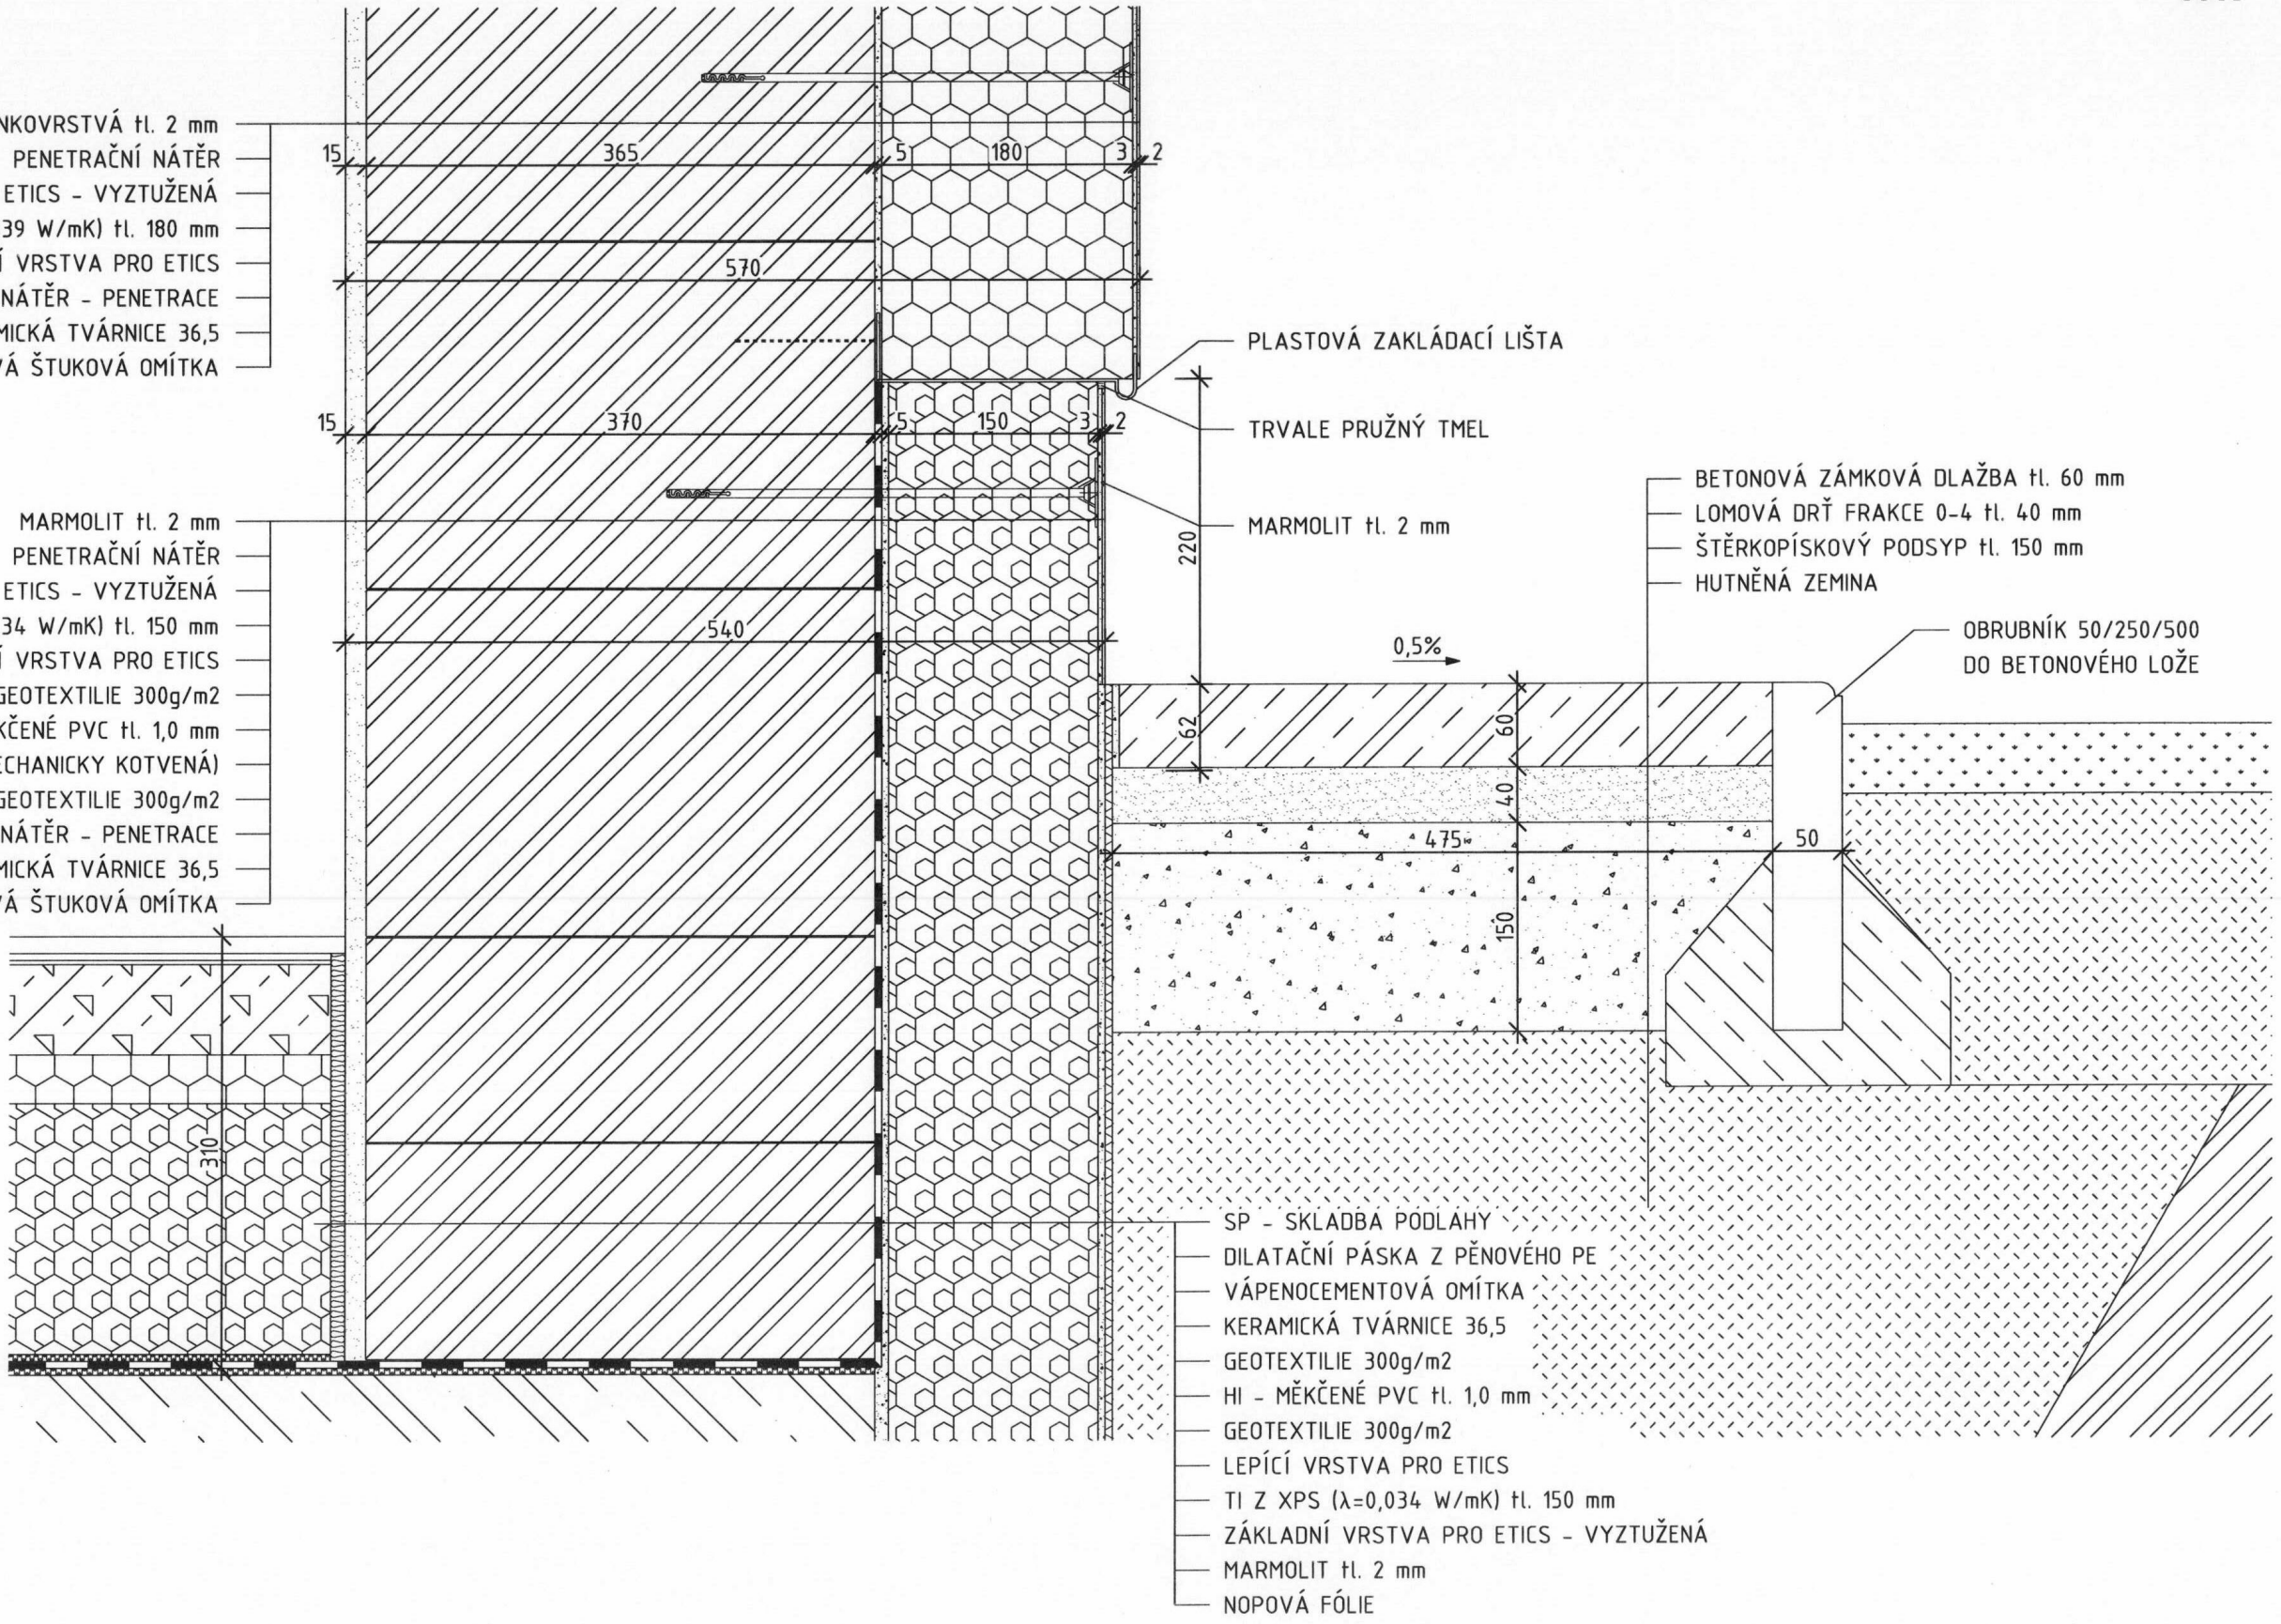 NKOVRSTVÁ tl. 2 mm
PENETRAČNÍ NÁTĚR
ETICS - VYZTUŽENÁ
39 W/mK) tl. 180 mm
Í VRSTVA PRO ETICS
NÁTĚR - PENETRACE
MICKÁ TVÁRNICE 36,5
VÁ ŠTUKOVÁ OMÍTKA
15
365
5
180
3
2
570
PLASTOVÁ ZAKLÁDACÍ LIŠTA
TRVALE PRUŽNÝ TMEL
MARMOLIT tl. 2 mm
15
370
5
150
3
2
540
220
62
MARMOLIT tl. 2 mm
PENETRAČNÍ NÁTĚR
ETICS - VYZTUŽENÁ
34 W/mK) tl. 150 mm
Í VRSTVA PRO ETICS
GEOTEXTILIE 300g/m2
KČENÉ PVC tl. 1,0 mm
ECHANICKY KOTVENÁ)
GEOTEXTILIE 300g/m2
NÁTĚR - PENETRACE
MICKÁ TVÁRNICE 36,5
VÁ ŠTUKOVÁ OMÍTKA
BETONOVÁ ZÁMKOVÁ DLAŽBA tl. 60 mm
LOMOVÁ DRŤ FRAKCE 0-4 tl. 40 mm
ŠTĚRKOPÍSKOVÝ PODSYP tl. 150 mm
HUTNĚNÁ ZEMINA
OBRUBNÍK 50/250/500
DO BETONOVÉHO LOŽE
0,5%
60
40
475
50
150
310
SP - SKLADBA PODLAHY
DILATAČNÍ PÁSKA Z PĚNOVÉHO PE
VÁPENOCEMENTOVÁ OMÍTKA
KERAMICKÁ TVÁRNICE 36,5
GEOTEXTILIE 300g/m2
HI - MĚKČENÉ PVC tl. 1,0 mm
GEOTEXTILIE 300g/m2
LEPÍCÍ VRSTVA PRO ETICS
TI Z XPS (λ=0,034 W/mK) tl. 150 mm
ZÁKLADNÍ VRSTVA PRO ETICS - VYZTUŽENÁ
MARMOLIT tl. 2 mm
NOPOVÁ FÓLIE